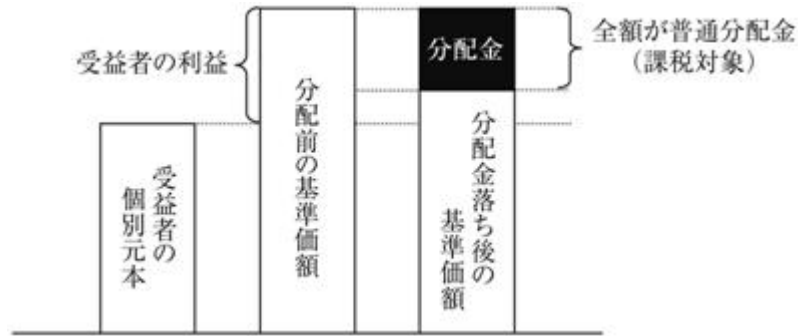 受益者の利益
受益者の
個別元本
分配前の基準価額
分配金
分配金落ち後の
基準価額
全額が普通分配金
（課税対象）